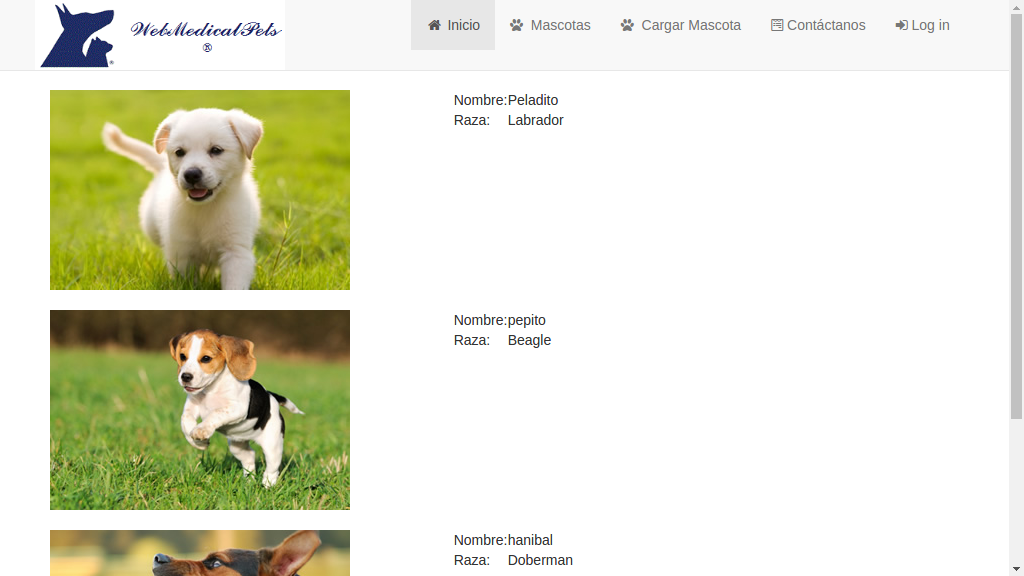 WebMedicalPets
®
Inicio
Mascotas
Cargar Mascota
Contáctanos
Log in
Nombre: Peladito
Raza: Labrador
Nombre: pepito
Raza: Beagle
Nombre: hanibal
Raza: Doberman